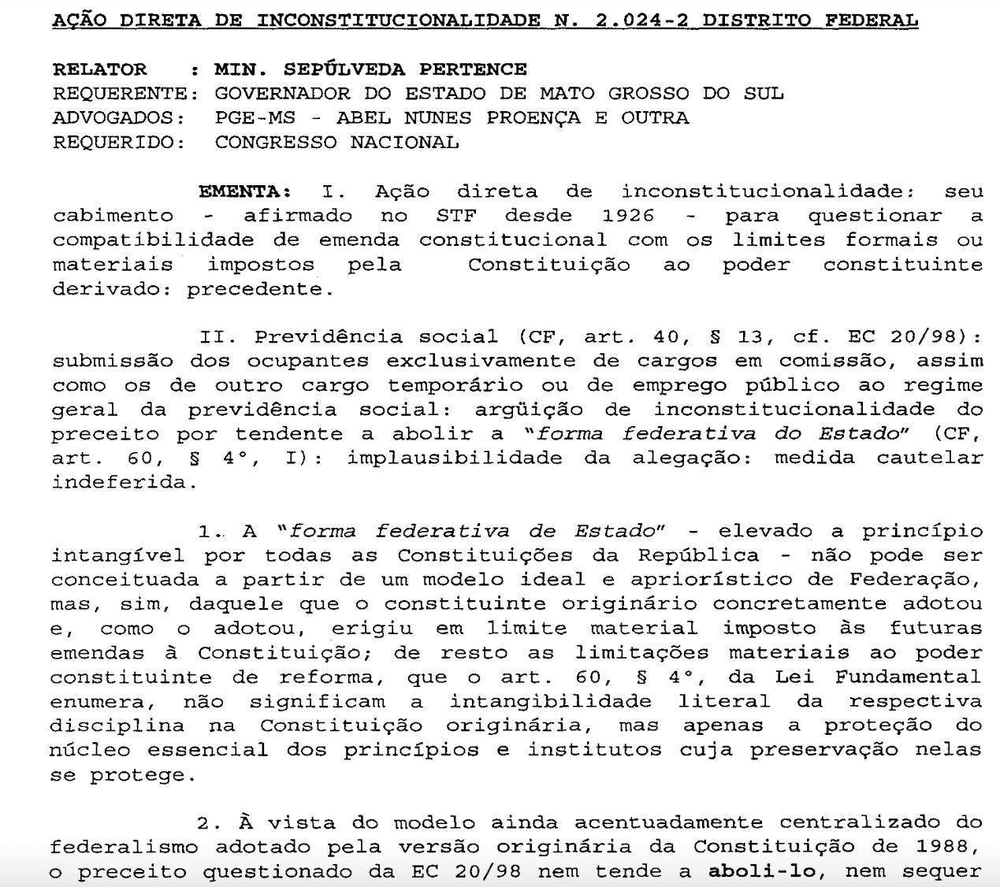 AÇÃO DIRETA DE INCONSTITUCIONALIDADE N. 2.024-2 DISTRITO FEDERAL
RELATOR : MIN. SEPÚLVEDA PERTENCE
REQUERENTE: GOVERNADOR DO ESTADO DE MATO GROSSO DO SUL
ADVOGADOS: PGE-MS - ABEL NUNES PROENÇA E OUTRA
REQUERIDO: CONGRESSO NACIONAL
EMENTA: I. Ação direta de inconstitucionalidade: seu
cabimento - afirmado no STF desde 1926 - para questionar a
compatibilidade de emenda constitucional com os limites formais ou
materiais impostos pela Constituição ao poder constituinte
derivado: precedente.
II. Previdência social (CF, art. 40, § 13, cf. EC 20/98):
submissão dos ocupantes exclusivamente de cargos em comissão, assim
como os de outro cargo temporário ou de emprego público ao regime
geral da previdência social: argüição de inconstitucionalidade do
preceito por tendente a abolir a "forma federativa do Estado" (CF,
art. 60, § 4°, I): implausibilidade da alegação: medida cautelar
indeferida.
1. A "forma federativa de Estado" - elevado a princípio
intangível por todas as Constituições da República - não pode ser
conceituada a partir de um modelo ideal e apriorístico de Federação,
mas, sim, daquele que o constituinte originário concretamente adotou
e, como o adotou, erigiu em limite material imposto às futuras
emendas à Constituição; de resto as limitações materiais ao poder
constituinte de reforma, que o art. 60, § 4°, da Lei Fundamental
enumera, não significam a intangibilidade literal da respectiva
disciplina na Constituição originária, mas apenas a proteção do
núcleo essencial dos princípios e institutos cuja preservação nelas
se protege.
2. À vista do modelo ainda acentuadamente centralizado do
federalismo adotado pela versão originária da Constituição de 1988,
o preceito questionado da EC 20/98 nem tende a aboli-lo, nem sequer